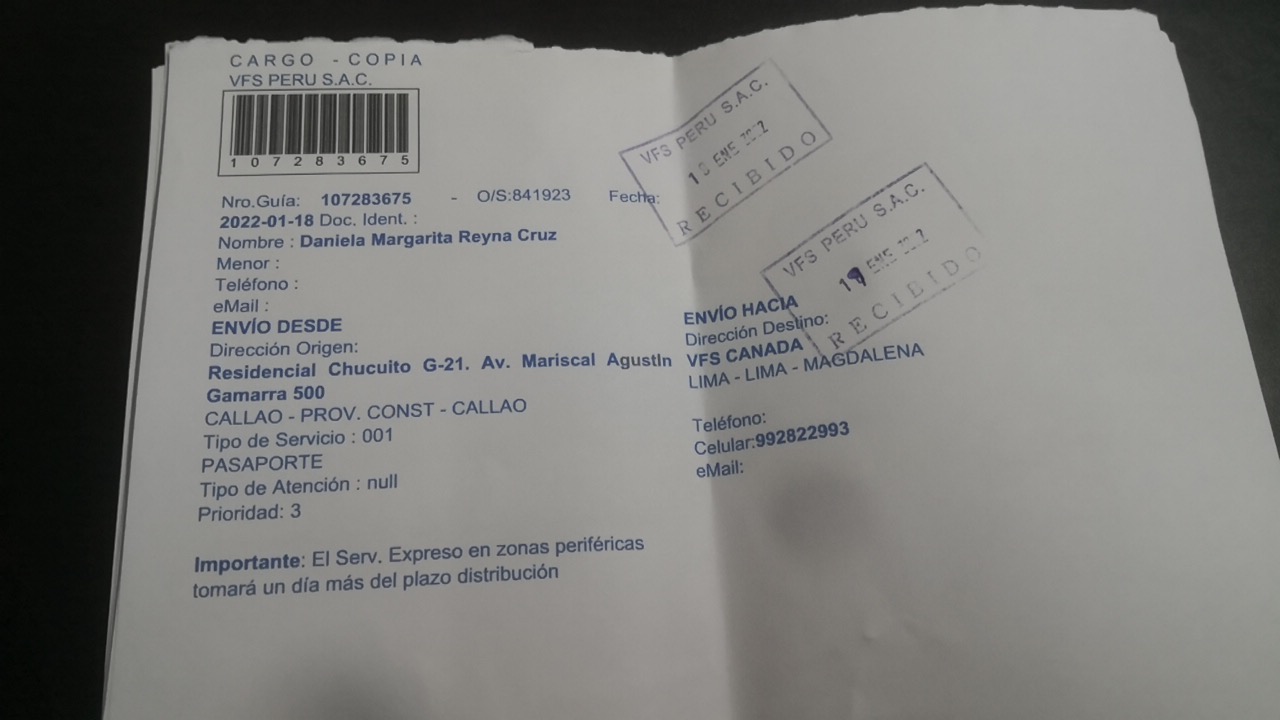 CARGO - COPIA
VFS PERU S.A.C.
107283675
Nro.Guía: 107283675 - O/S:841923 Fecha:
2022-01-18 Doc. Ident. :
Nombre : Daniela Margarita Reyna Cruz
Menor :
Teléfono :
eMail :
ENVÍO DESDE
Dirección Origen:
Residencial Chucuito G-21. Av. Mariscal AgustIn
Gamarra 500
CALLAO - PROV. CONST - CALLAO
Tipo de Servicio : 001
PASAPORTE
Tipo de Atención : null
Prioridad: 3
Importante: El Serv. Expreso en zonas periféricas
tomará un día más del plazo distribución
ENVÍO HACIA
Dirección Destino:
VFS CANADA
LIMA - LIMA - MAGDALENA
Teléfono:
Celular:992822993
eMail:
VFS PERU S.A.C.
ENE
RECIBIDO
VFS PERU S.A.C.
19 ENE
RECIBIDO